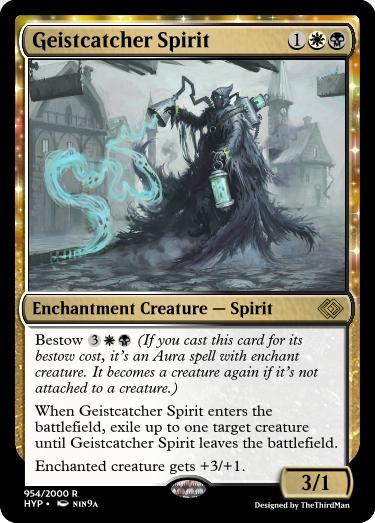 Geistcatcher Spirit 1
Enchantment Creature — Spirit
Bestow 3 (If you cast this card for its
bestow cost, it's an Aura spell with enchant
creature. It becomes a creature again if it's not
attached to a creature.)
When Geistcatcher Spirit enters the
battlefield, exile up to one target creature
until Geistcatcher Spirit leaves the battlefield.
Enchanted creature gets +3/+1.
3/1
954/2000 R
HYP • NIN9A
Designed by TheThirdMan